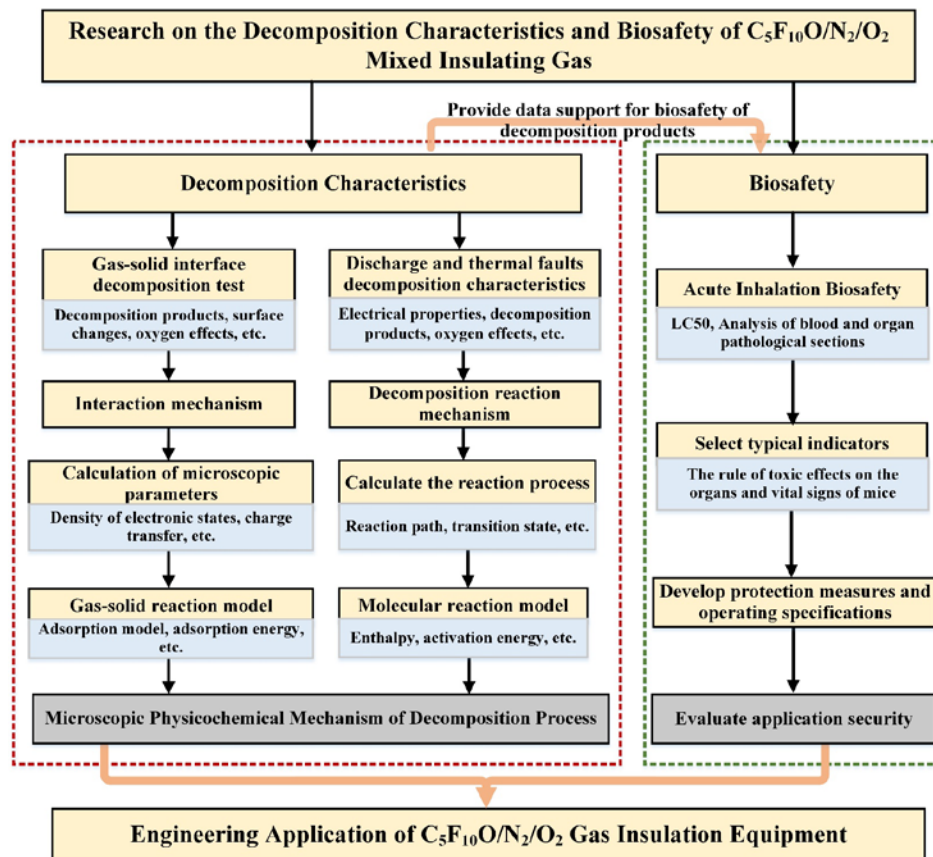 Research on the Decomposition Characteristics and Biosafety of C₅F₁₀O/N₂/O₂
Mixed Insulating Gas
Provide data support for biosafety of
decomposition products
Decomposition Characteristics
Gas-solid interface
decomposition test
Decomposition products, surface
changes, oxygen effects, etc.
Interaction mechanism
Calculation of microscopic
parameters
Density of electronic states, charge
transfer, etc.
Gas-solid reaction model
Adsorption model, adsorption energy,
etc.
Discharge and thermal faults
decomposition characteristics
Electrical properties, decomposition
products, oxygen effects, etc.
Decomposition reaction
mechanism
Calculate the reaction process
Reaction path, transition state, etc.
Molecular reaction model
Enthalpy, activation energy, etc.
Microscopic Physicochemical Mechanism of Decomposition Process
Biosafety
Acute Inhalation Biosafety
LC50, Analysis of blood and organ
pathological sections
Select typical indicators
The rule of toxic effects on the
organs and vital signs of mice
Develop protection measures and
operating specifications
Evaluate application security
Engineering Application of C₅F₁₀O/N₂/O₂ Gas Insulation Equipment